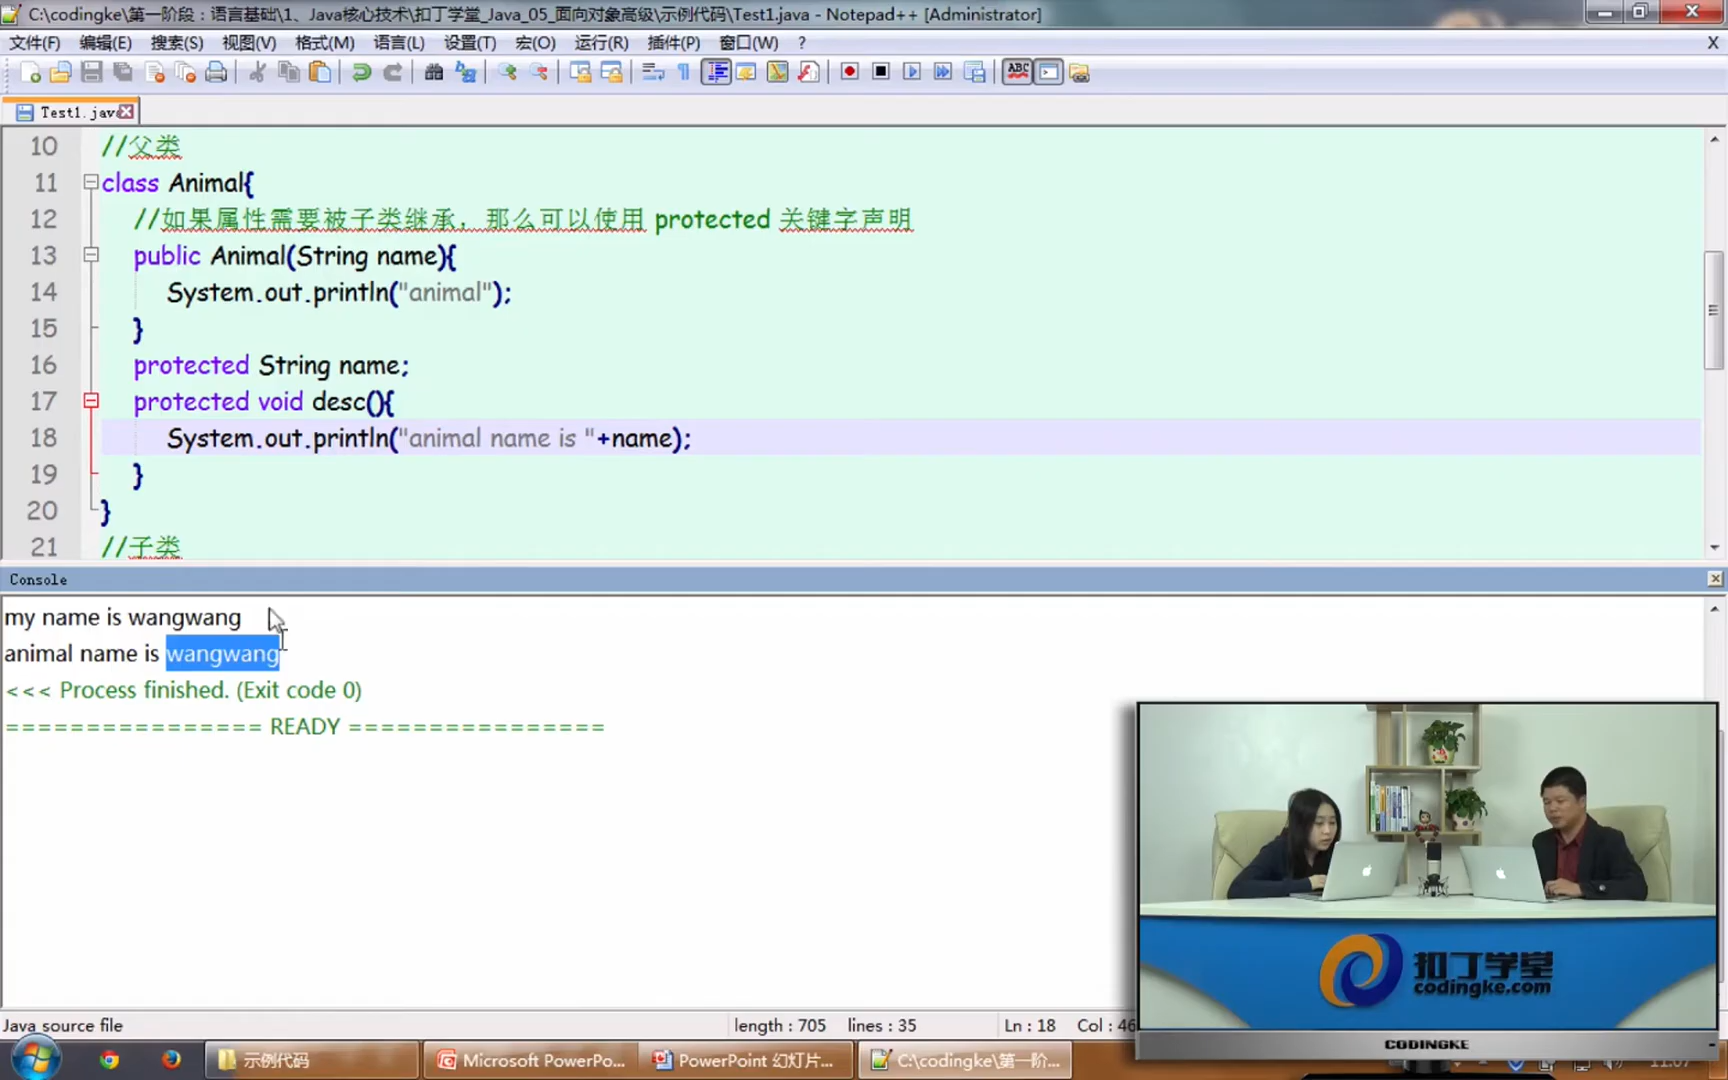 C:\codingke\第一阶段：语言基础\1、Java核心技术\扣丁学堂_Java_05_面向对象高级\示例代码\Test1.java - Notepad++ [Administrator]
文件(F) 编辑(E) 搜索(S) 视图(V) 格式(M) 语言(L) 设置(T) 宏(O) 运行(R) 插件(P) 窗口(W) ? X
Test1.java
10 //父类
11 class Animal{
12 //如果属性需要被子类继承，那么可以使用 protected 关键字声明
13 public Animal(String name){
14 System.out.println("animal");
15 }
16 protected String name;
17 protected void desc(){
18 System.out.println("animal name is "+name);
19 }
20 }
21 //子类
Console
my name is wangwang
animal name is wangwang
<<< Process finished. (Exit code 0)
================ READY ================
扣丁学堂
codingke.com
CODINGKE
Java source file length : 705 lines : 35 Ln : 18 Col : 46
示例代码 Microsoft PowerPo... PowerPoint 幻灯片... C:\codingke\第一阶...